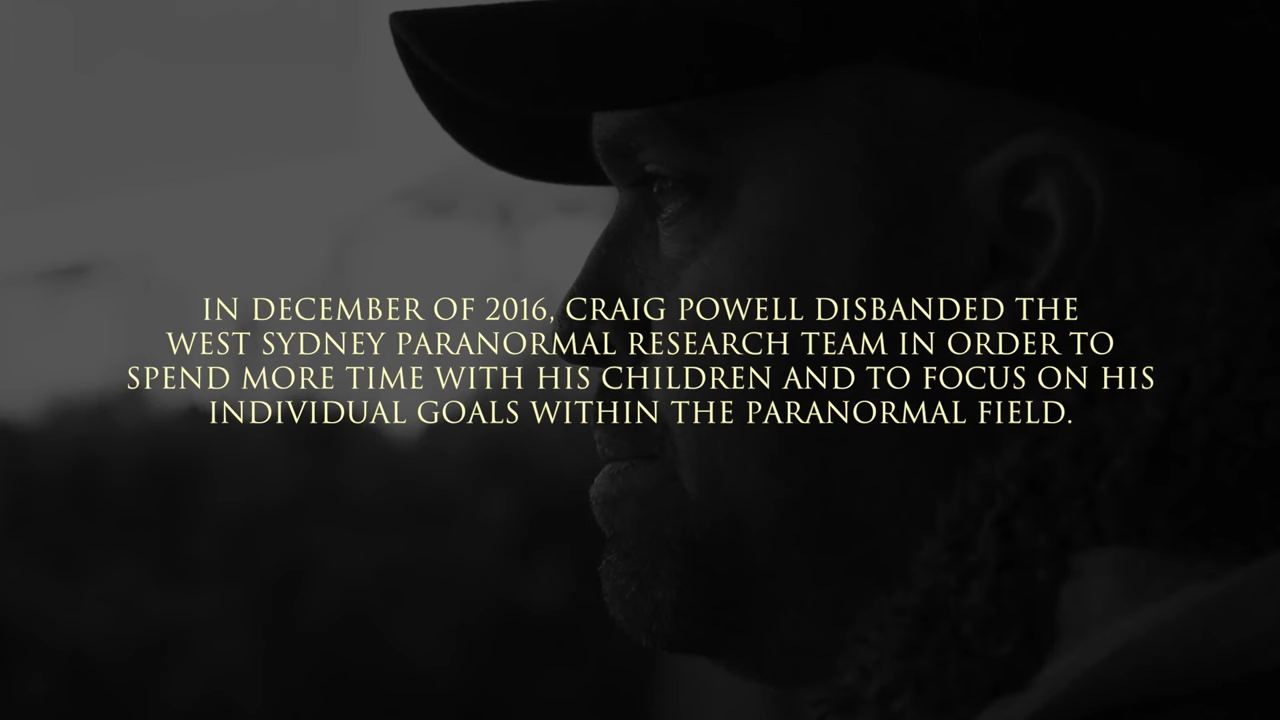 IN DECEMBER OF 2016, CRAIG POWELL DISBANDED THE
WEST SYDNEY PARANORMAL RESEARCH TEAM IN ORDER TO
SPEND MORE TIME WITH HIS CHILDREN AND TO FOCUS ON HIS
INDIVIDUAL GOALS WITHIN THE PARANORMAL FIELD.